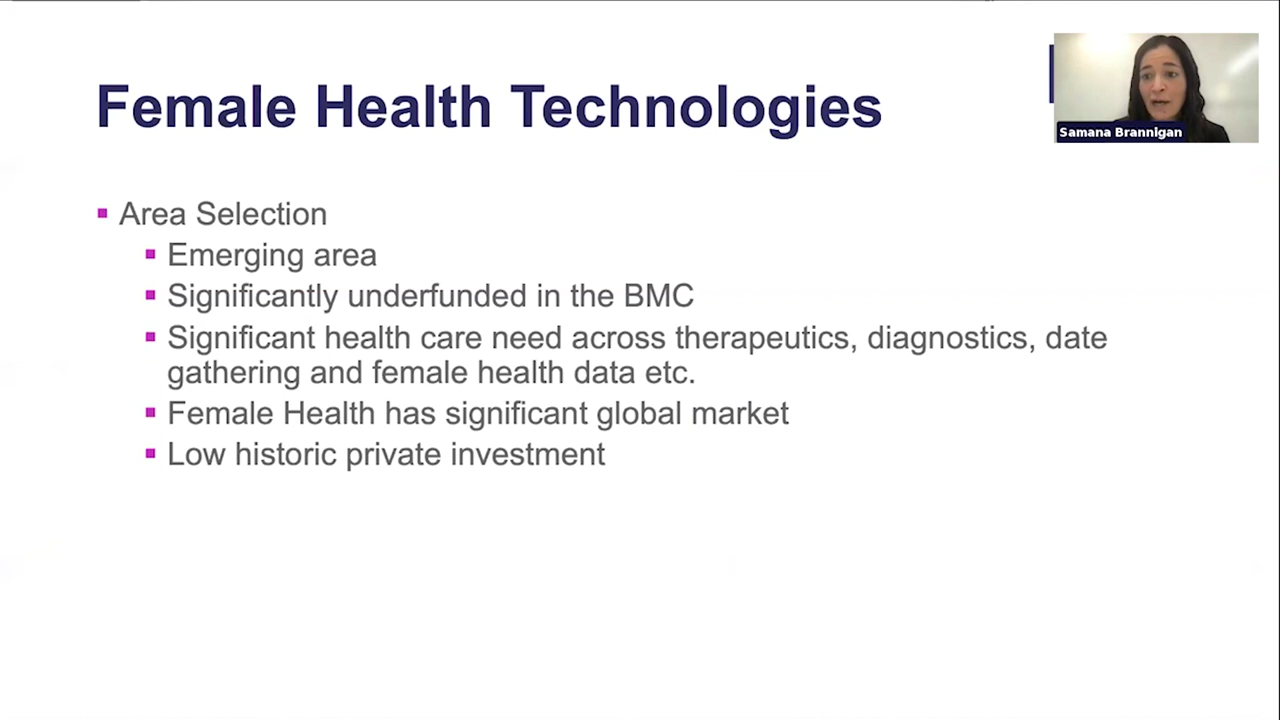 Female Health Technologies
Samana Brannigan
Area Selection
Emerging area
Significantly underfunded in the BMC
Significant health care need across therapeutics, diagnostics, date
gathering and female health data etc.
Female Health has significant global market
Low historic private investment